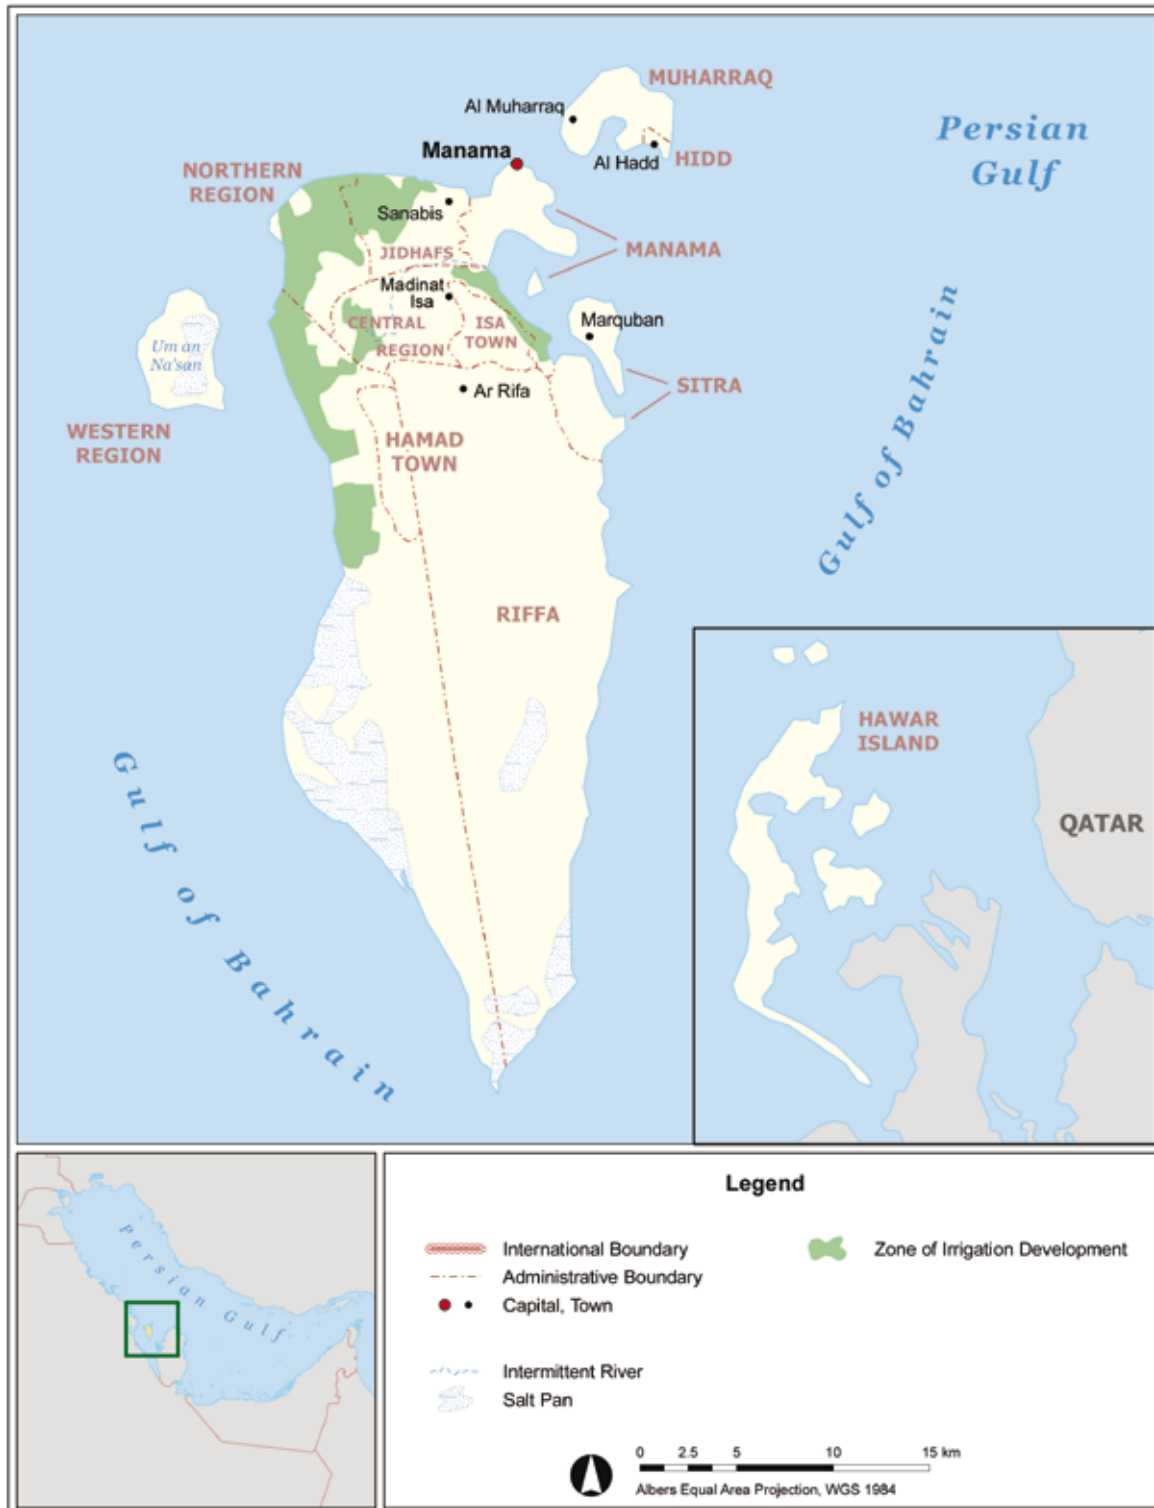 MUHARRAQ
Al Muharraq
Persian
Gulf
Manama
Al Hadd
HIDD
NORTHERN
REGION
Sanabis
MANAMA
JIDHAFS
Madinat
Isa
CENTRAL
REGION
ISA
TOWN
Marquban
Um an
Na'san
Ar Rifa
SITRA
WESTERN
REGION
HAMAD
TOWN
Gulf of Bahrain
RIFFA
HAWAR
ISLAND
QATAR
Gulf of Bahrain
Persian Gulf
Legend
International Boundary
Administrative Boundary
Capital, Town
Zone of Irrigation Development
Intermittent River
Salt Pan
0 2.5 5 10 15 km
Albers Equal Area Projection, WGS 1984